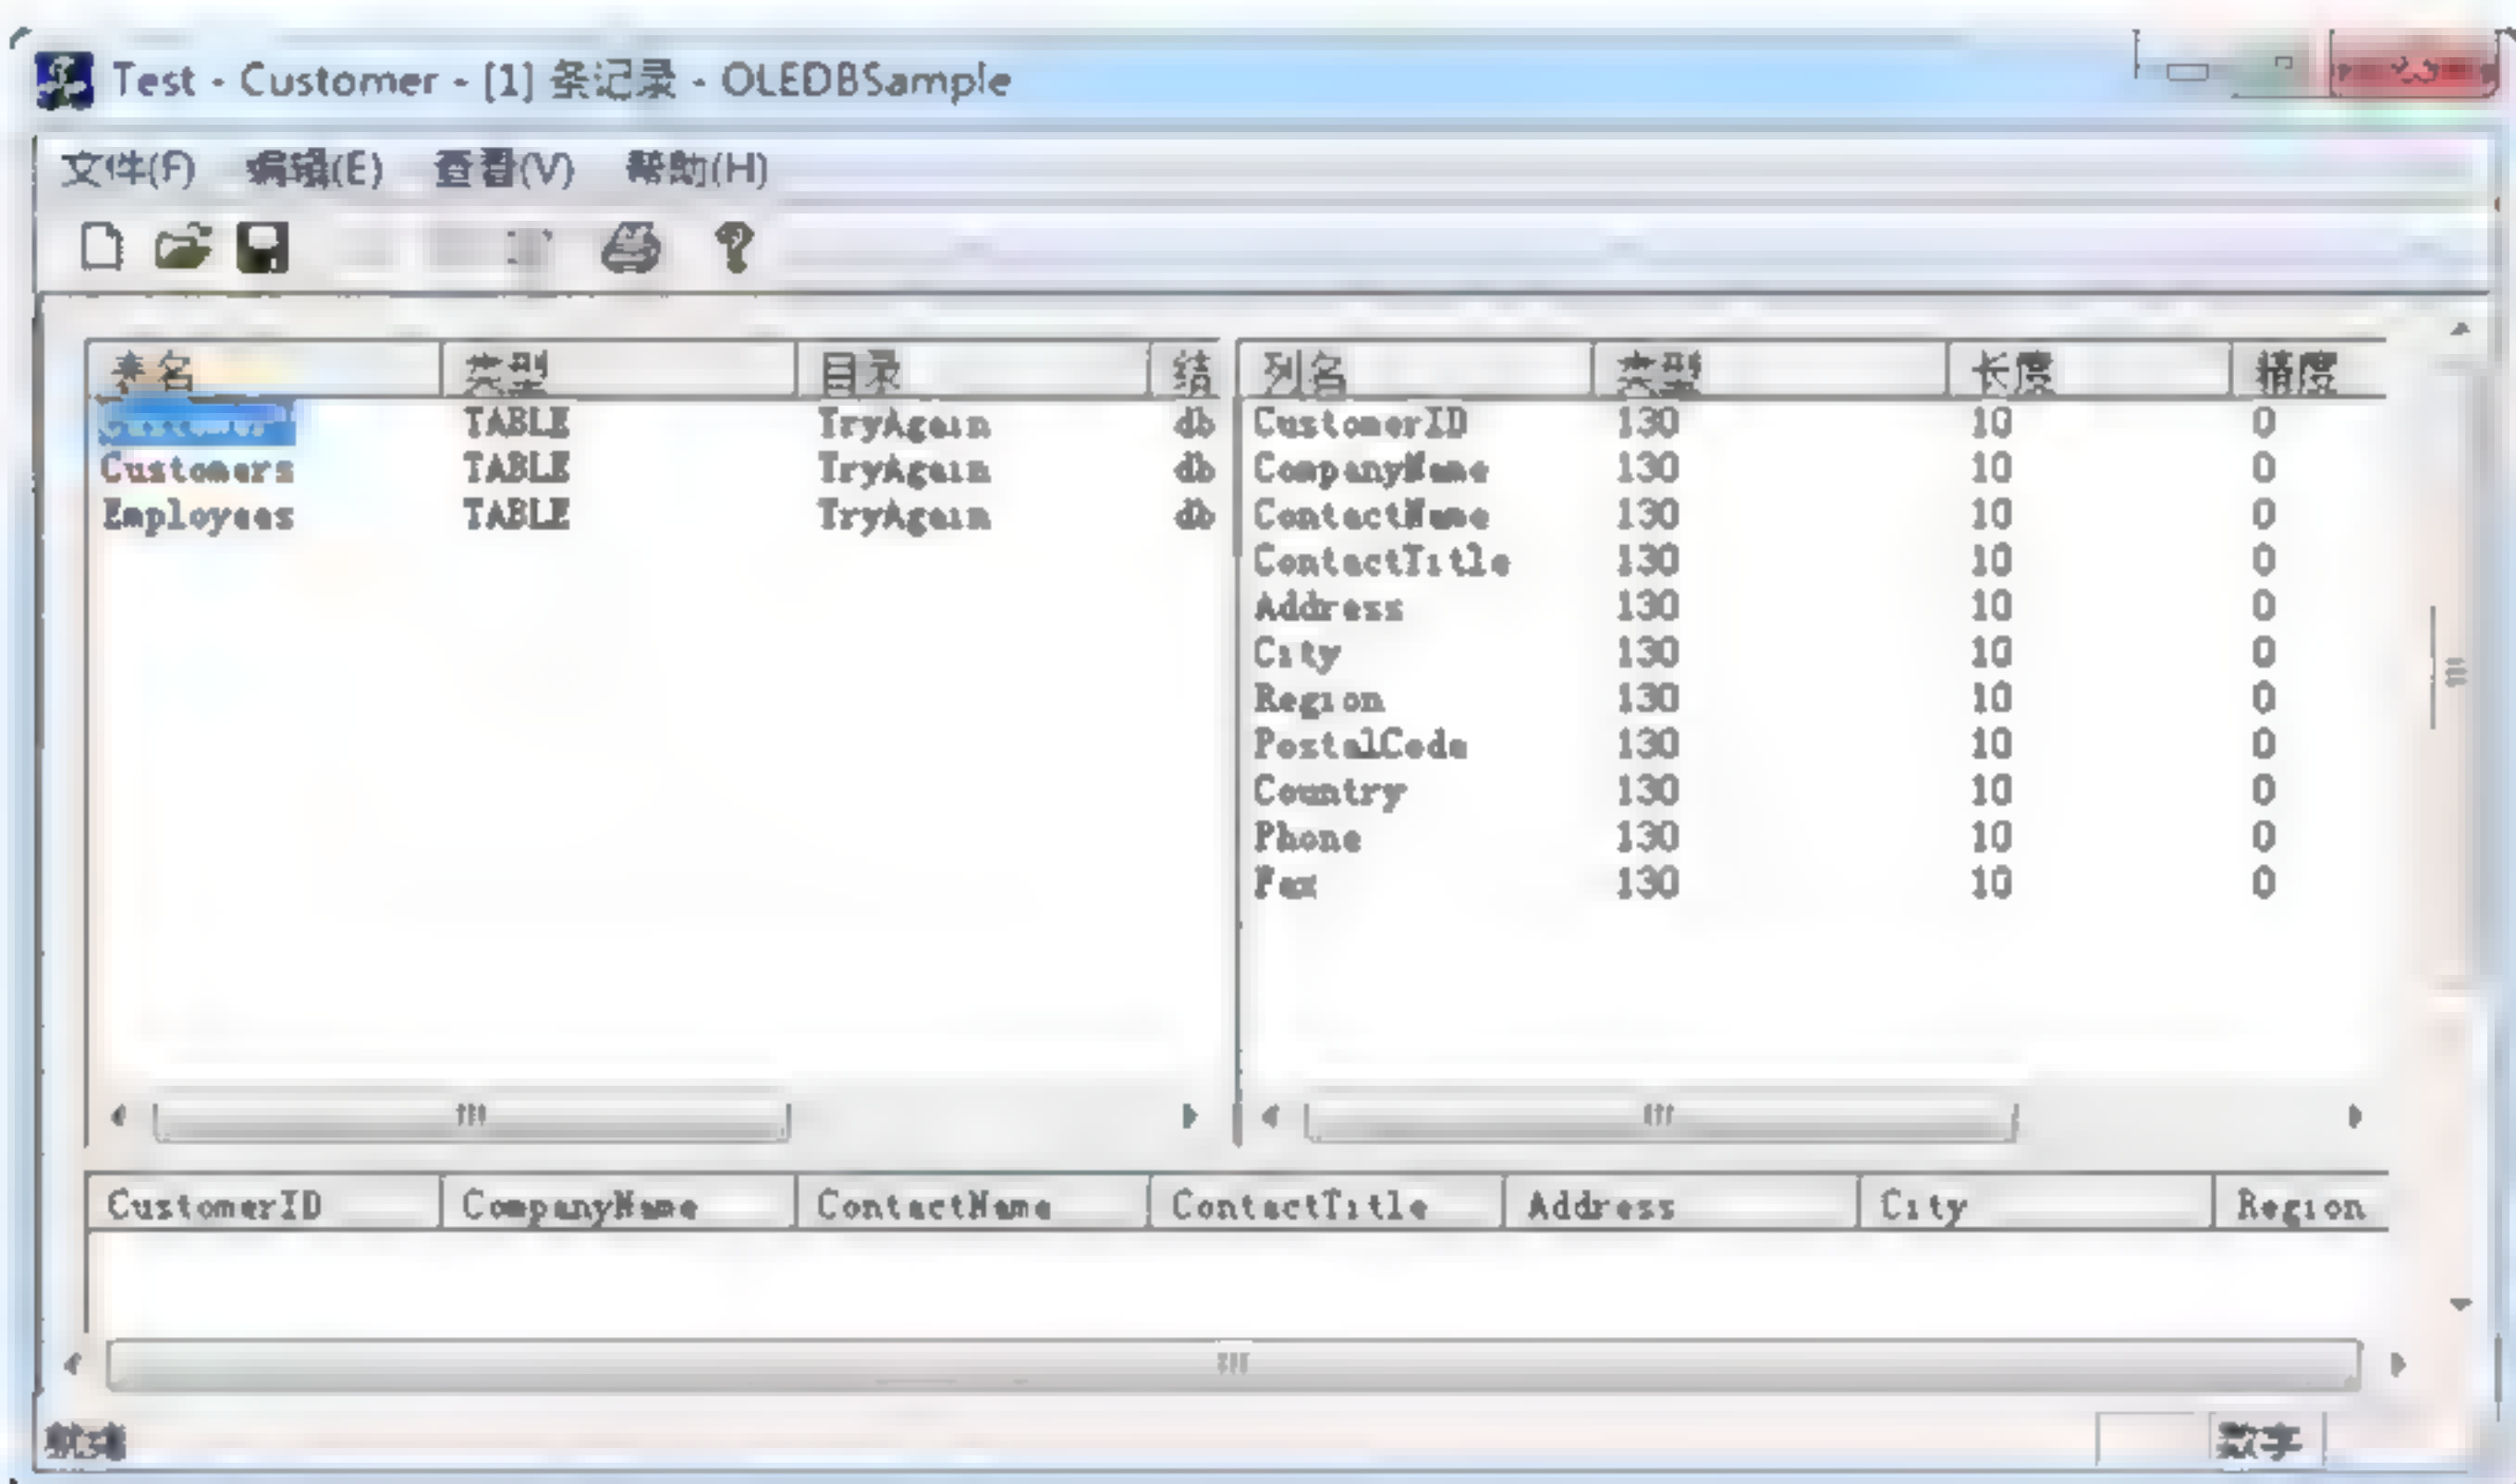 Test - Customer - [1] 条记录 - OLEDBSample
文件(F) 编辑(E) 查看(V) 帮助(H)
表名 类型 目录 结 列名 类型 长度 精度
TABLE TryAgain db CustomerID 130 10 0
Customers TABLE TryAgain db CompanyName 130 10 0
Employees TABLE TryAgain db ContactName 130 10 0
ContactTitle 130 10 0
Address 130 10 0
City 130 10 0
Region 130 10 0
PostalCode 130 10 0
Country 130 10 0
Phone 130 10 0
Fax 130 10 0
CustomerID CompanyName ContactName ContactTitle Address City Region
就绪 数字